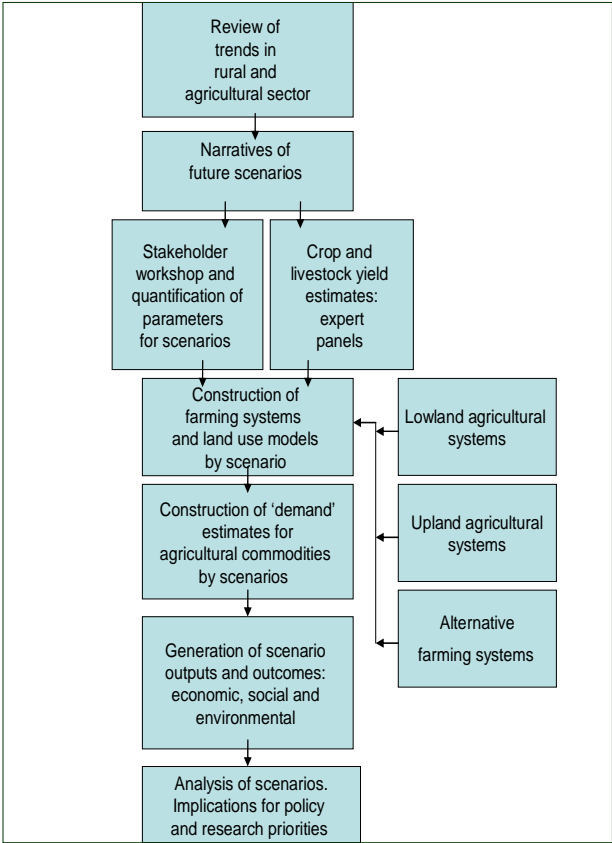 Review of
trends in
rural and
agricultural sector
Narratives of
future scenarios
Stakeholder
workshop and
quantification of
parameters
for scenarios
Crop and
livestock yield
estimates:
expert
panels
Construction of
farming systems
and land use models
by scenario
Lowland agricultural
systems
Construction of ‘demand’
estimates for
agricultural commodities
by scenarios
Upland agricultural
systems
Alternative
farming systems
Generation of scenario
outputs and outcomes:
economic, social and
environmental
Analysis of scenarios.
Implications for policy
and research priorities